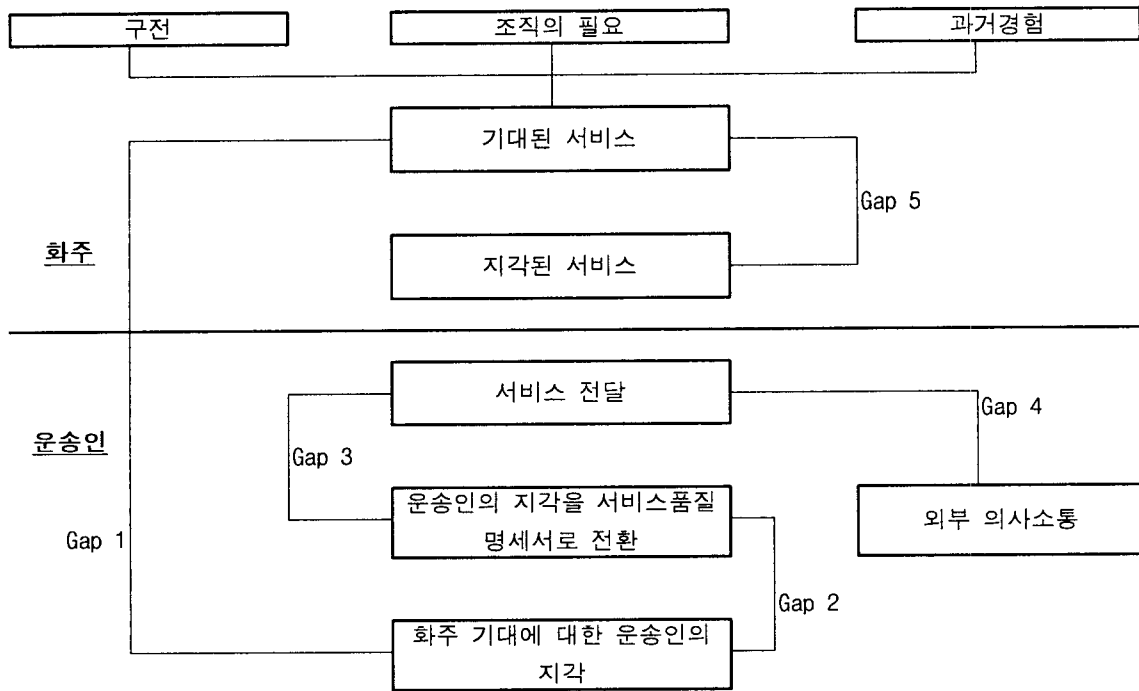 구전
조직의 필요
과거경험
기대된 서비스
Gap 5
화주
지각된 서비스
서비스 전달
Gap 4
운송인
Gap 3
운송인의 지각을 서비스품질
명세서로 전환
외부 의사소통
Gap 1
Gap 2
화주 기대에 대한 운송인의
지각